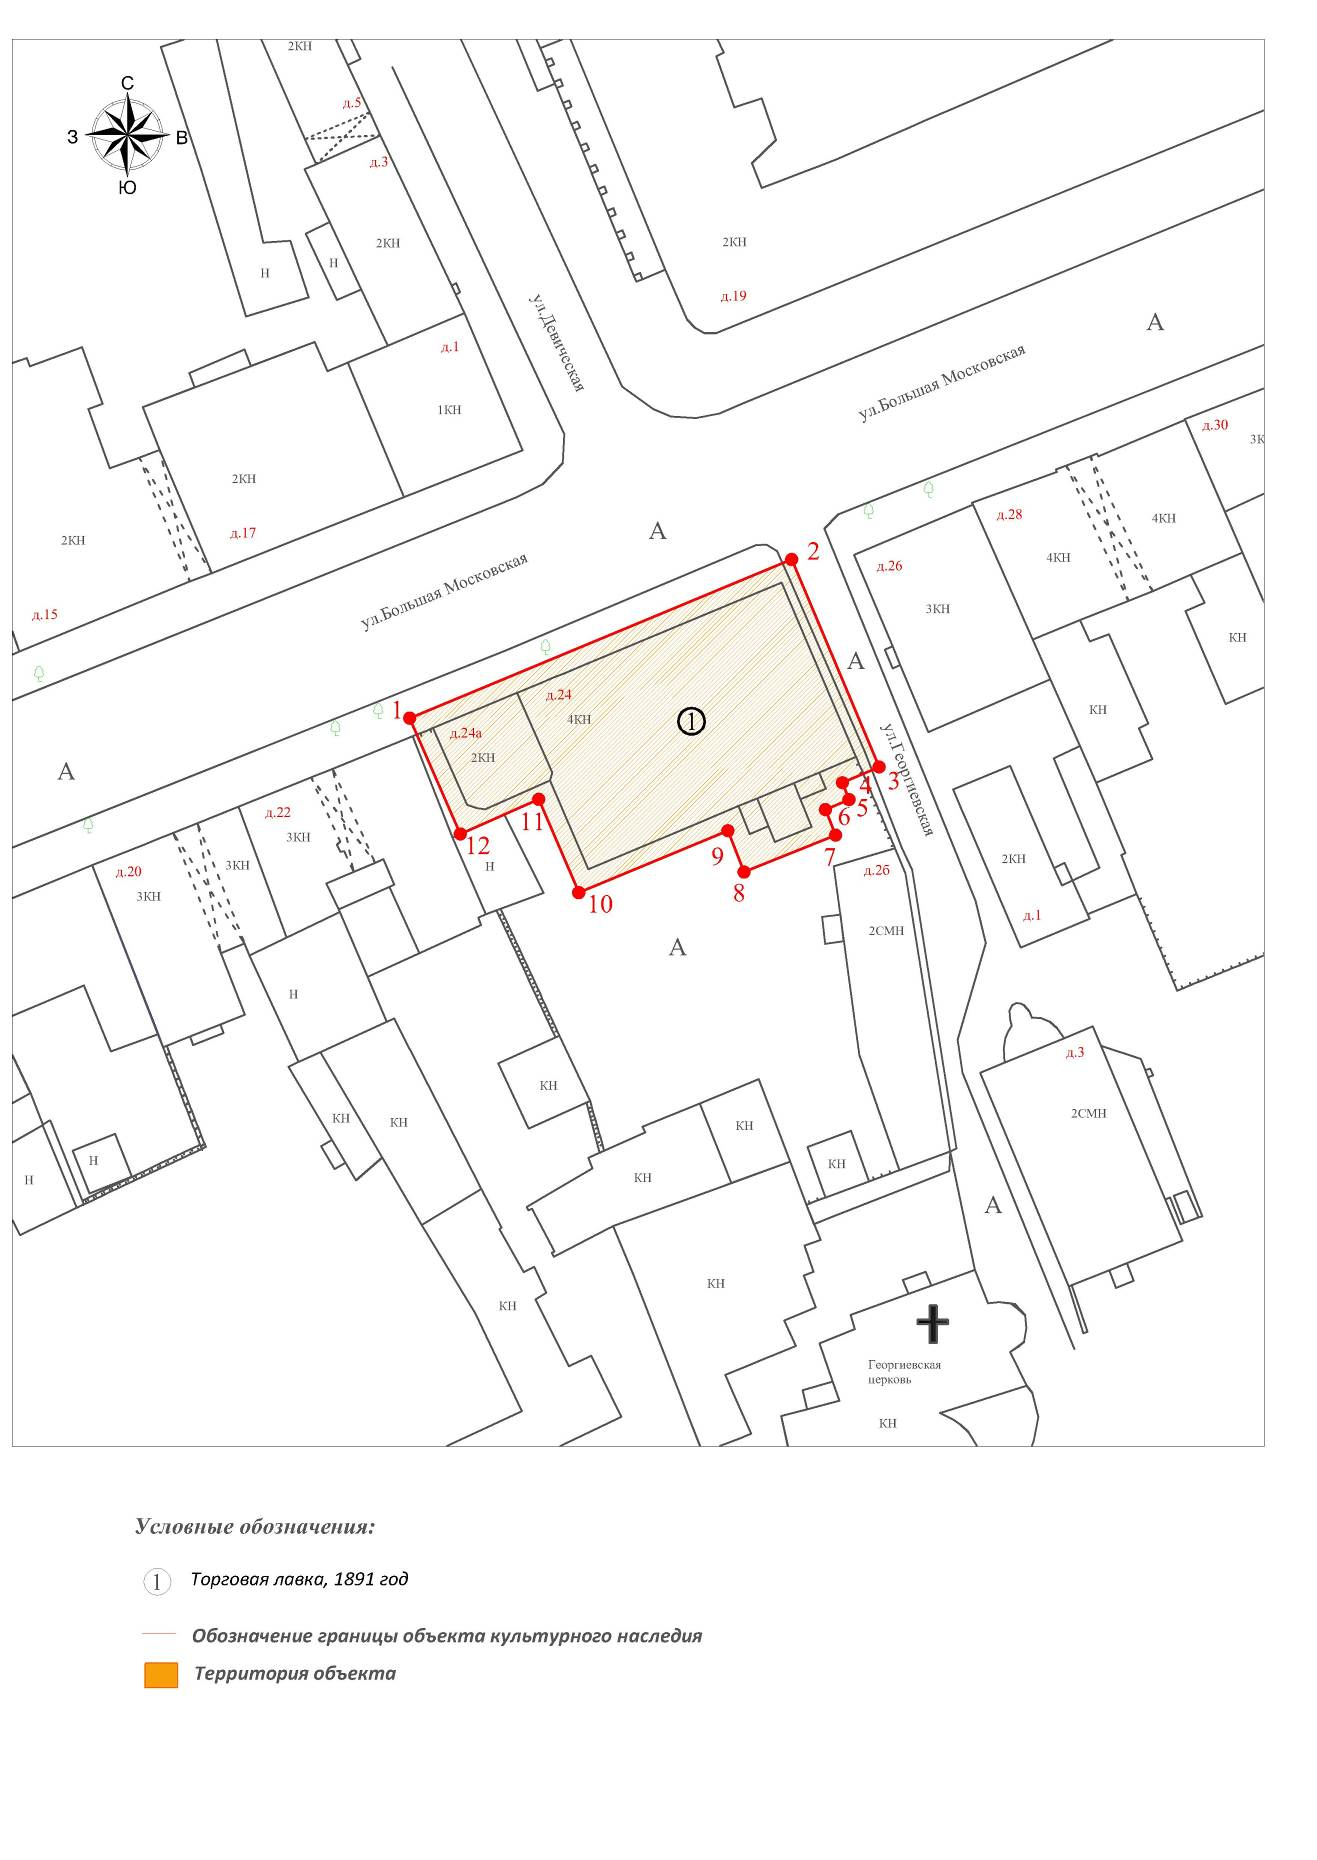 2КН
С
З
В
Ю
д.5
д.3
2КН
Н
Н
2КН
д.19
ул.Девическая
А
д.1
1КН
ул.Большая Московская
д.30
3К
2КН
д.17
2КН
д.15
ул.Большая Московская
А
д.28
4КН
4КН
д.26
3КН
КН
2
А
1
д.24
4КН
1
д.24а
2КН
КН
ул.Георгиевская
3
4
5
6
7
8
9
10
11
12
А
д.22
3КН
3КН
д.20
3КН
Н
2КН
д.1
д.2б
2СМН
А
Н
д.3
2СМН
КН
КН
КН
КН
КН
КН
Н
Н
А
КН
КН
Георгиевская
церковь
КН
Условные обозначения:
1 Торговая лавка, 1891 год
Обозначение границы объекта культурного наследия
Территория объекта